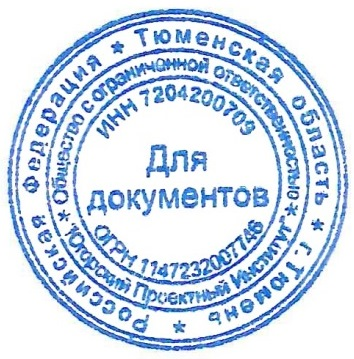 Российская Федерация * Тюменская область * г.Тюмень *
Общество с ограниченной ответственностью *
"Югорский Проектный Институт" *
ИНН 7204200709
Для
документов
ОГРН 1147232007746